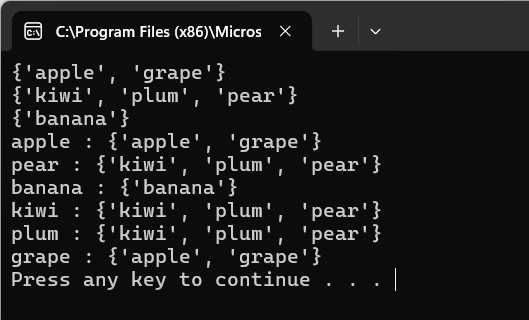 C:\Program Files (x86)\Micros
{'apple', 'grape'}
{'kiwi', 'plum', 'pear'}
{'banana'}
apple : {'apple', 'grape'}
pear : {'kiwi', 'plum', 'pear'}
banana : {'banana'}
kiwi : {'kiwi', 'plum', 'pear'}
plum : {'kiwi', 'plum', 'pear'}
grape : {'apple', 'grape'}
Press any key to continue . . .